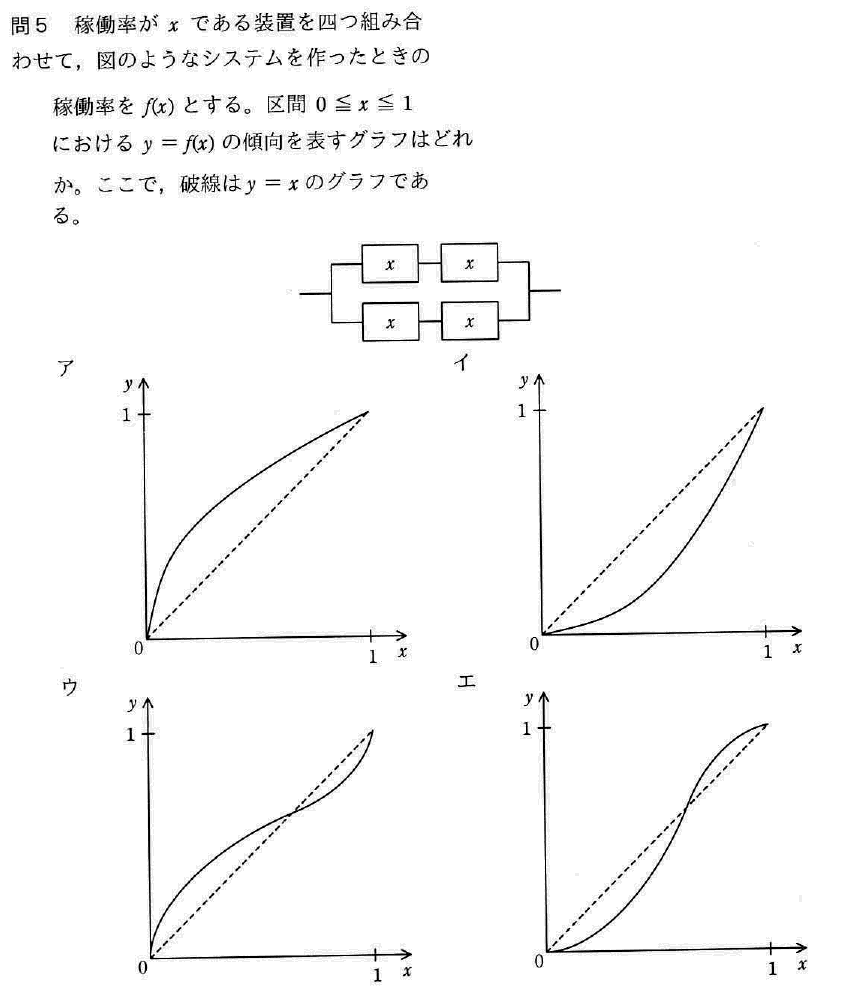 問5 稼働率が x である装置を四つ組み合
わせて，図のようなシステムを作ったときの
稼働率を f(x) とする。区間 0 ≦ x ≦ 1
における y = f(x) の傾向を表すグラフはどれ
か。ここで，破線は y = x のグラフであ
る。
x x
x x
ア イ
y
1
0 1 x
y
1
0 1 x
ウ エ
y
1
0 1 x
y
1
0 1 x